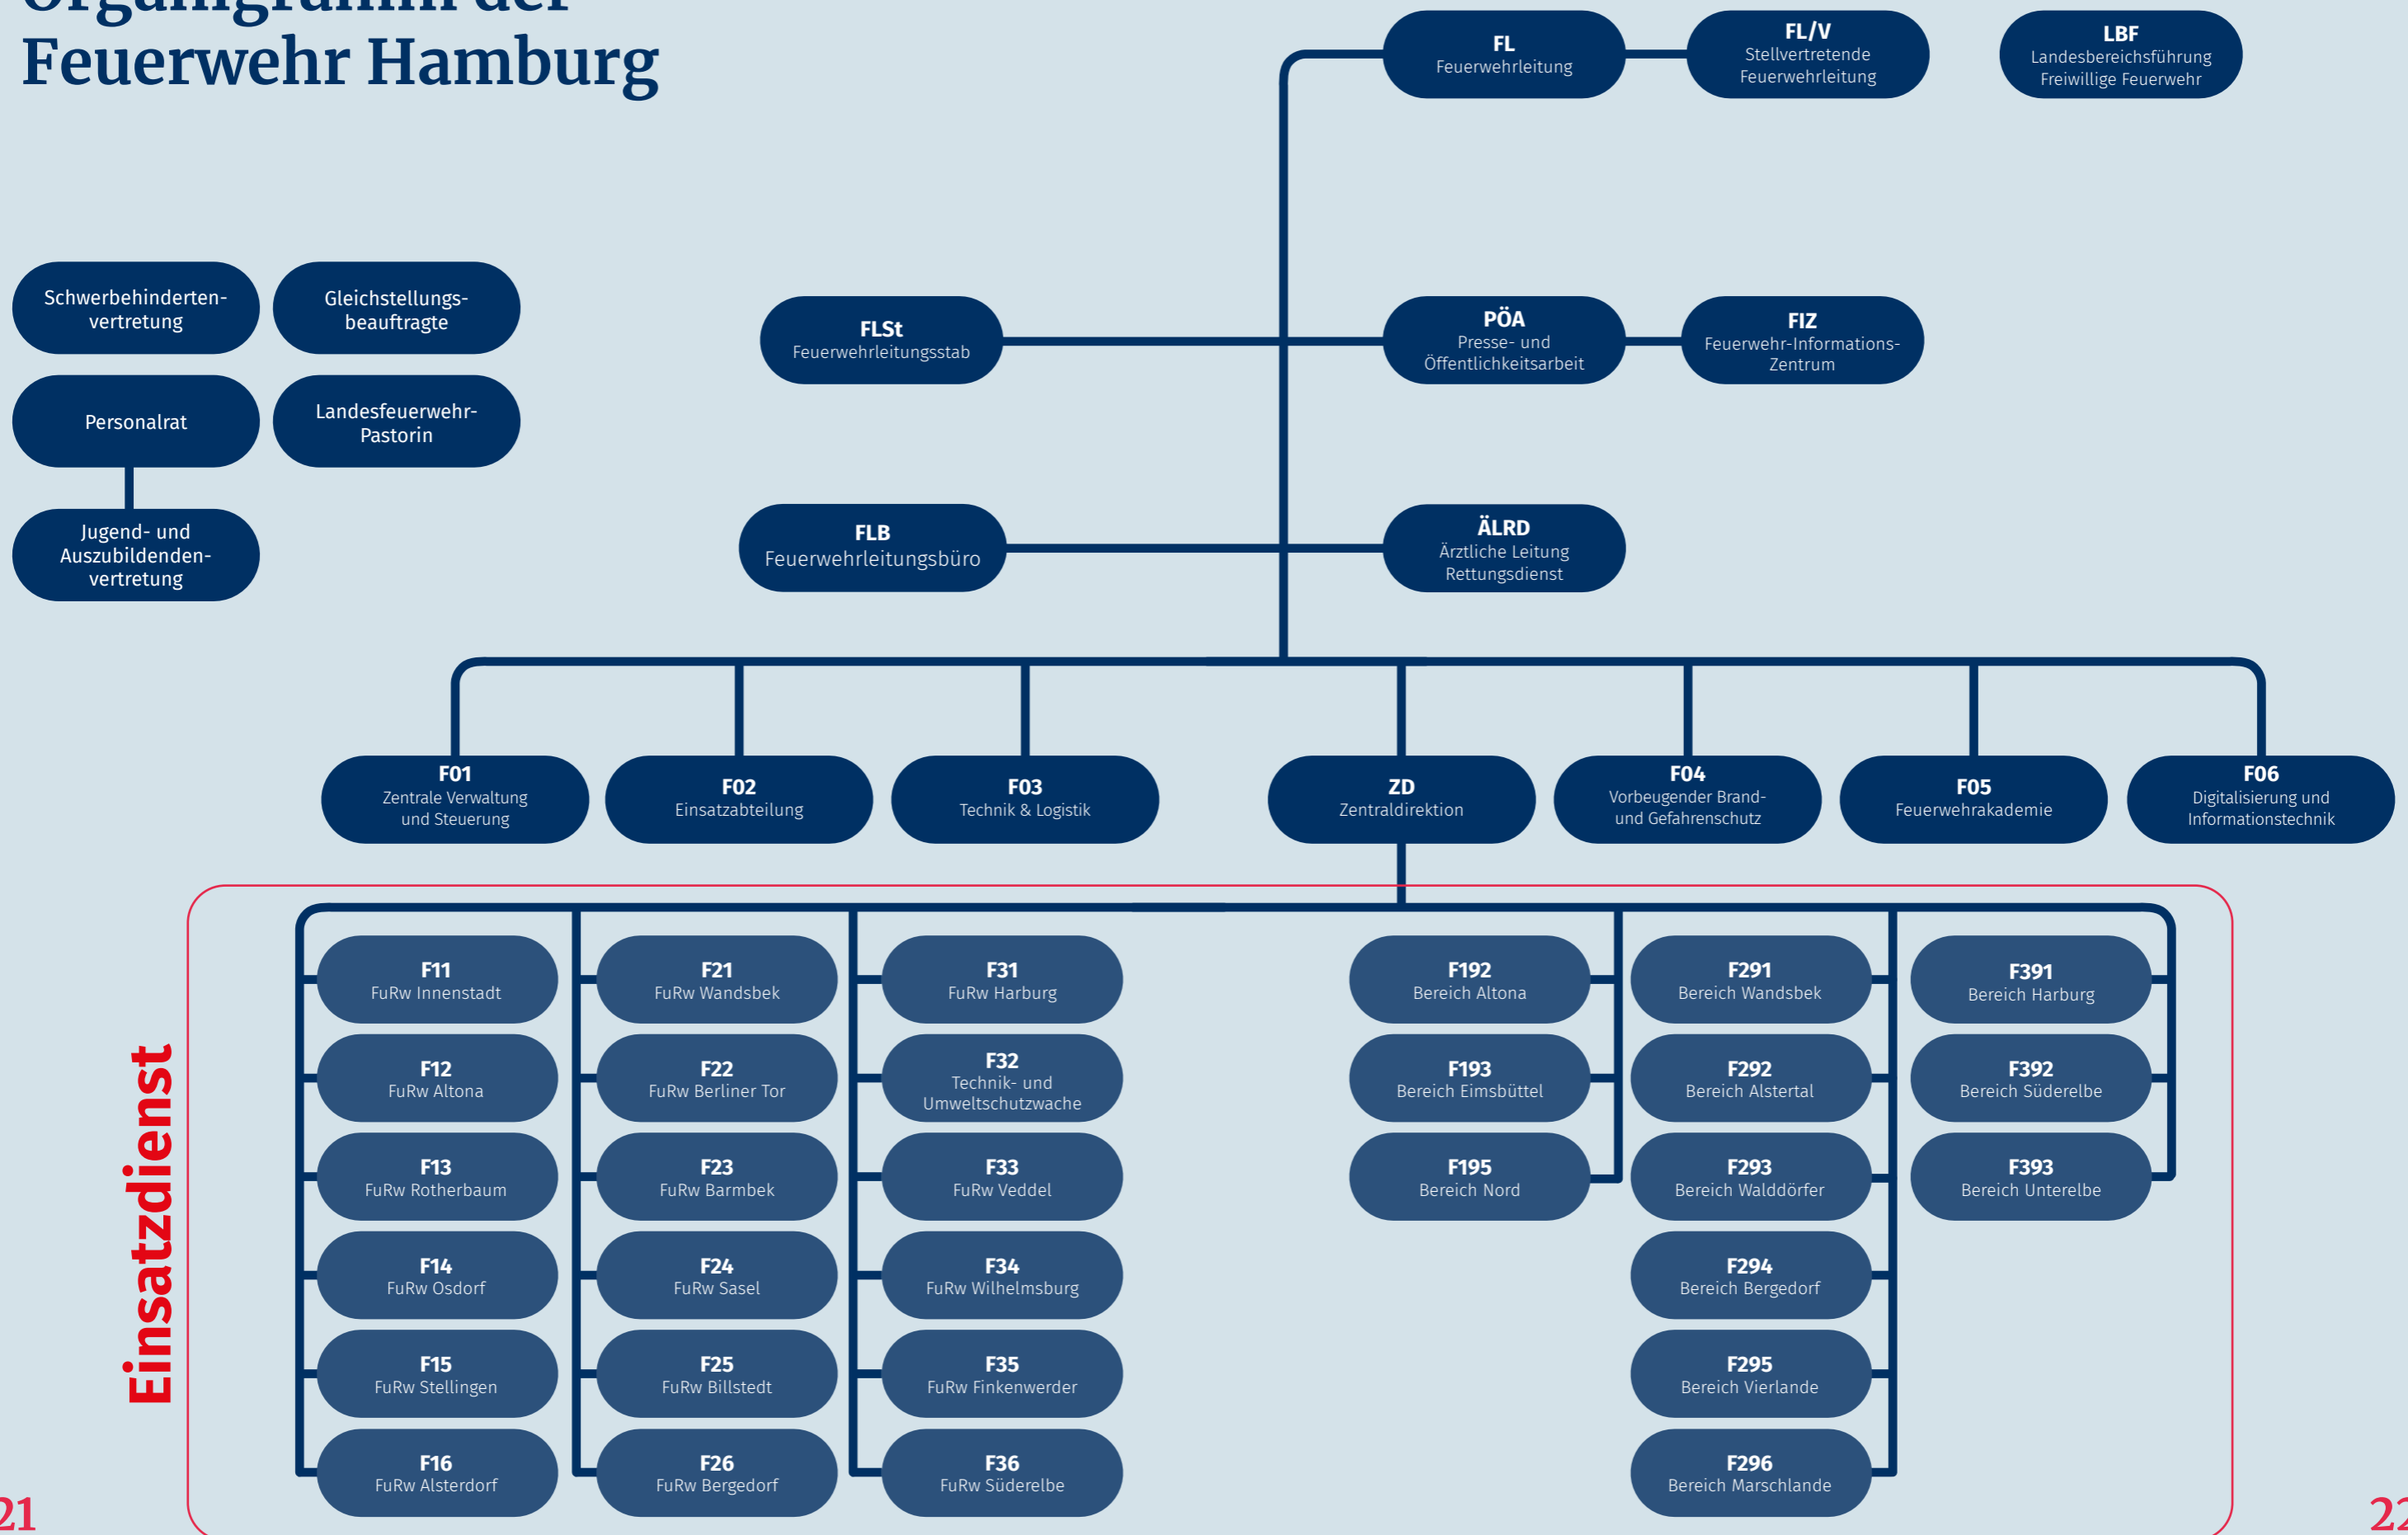 Organigramm der
Feuerwehr Hamburg
FL
Feuerwehrleitung
FL/V
Stellvertretende
Feuerwehrleitung
LBF
Landesbereichsführung
Freiwillige Feuerwehr
Schwerbehinderten-
vertretung
Gleichstellungs-
beauftragte
Personalrat
Landesfeuerwehr-
Pastorin
Jugend- und
Auszubildenden-
vertretung
FLSt
Feuerwehrleitungsstab
PÖA
Presse- und
Öffentlichkeitsarbeit
FIZ
Feuerwehr-Informations-
Zentrum
FLB
Feuerwehrleitungsbüro
ÄLRD
Ärztliche Leitung
Rettungsdienst
F01
Zentrale Verwaltung
und Steuerung
F02
Einsatzabteilung
F03
Technik & Logistik
ZD
Zentraldirektion
F04
Vorbeugender Brand-
und Gefahrenschutz
F05
Feuerwehrakademie
F06
Digitalisierung und
Informationstechnik
Einsatzdienst
F11
FuRw Innenstadt
F12
FuRw Altona
F13
FuRw Rotherbaum
F14
FuRw Osdorf
F15
FuRw Stellingen
F16
FuRw Alsterdorf
F21
FuRw Wandsbek
F22
FuRw Berliner Tor
F23
FuRw Barmbek
F24
FuRw Sasel
F25
FuRw Billstedt
F26
FuRw Bergedorf
F31
FuRw Harburg
F32
Technik- und
Umweltschutzwache
F33
FuRw Veddel
F34
FuRw Wilhelmsburg
F35
FuRw Finkenwerder
F36
FuRw Süderelbe
F192
Bereich Altona
F193
Bereich Eimsbüttel
F195
Bereich Nord
F291
Bereich Wandsbek
F292
Bereich Alstertal
F293
Bereich Walddörfer
F294
Bereich Bergedorf
F295
Bereich Vierlande
F296
Bereich Marschlande
F391
Bereich Harburg
F392
Bereich Süderelbe
F393
Bereich Unterelbe
21
22